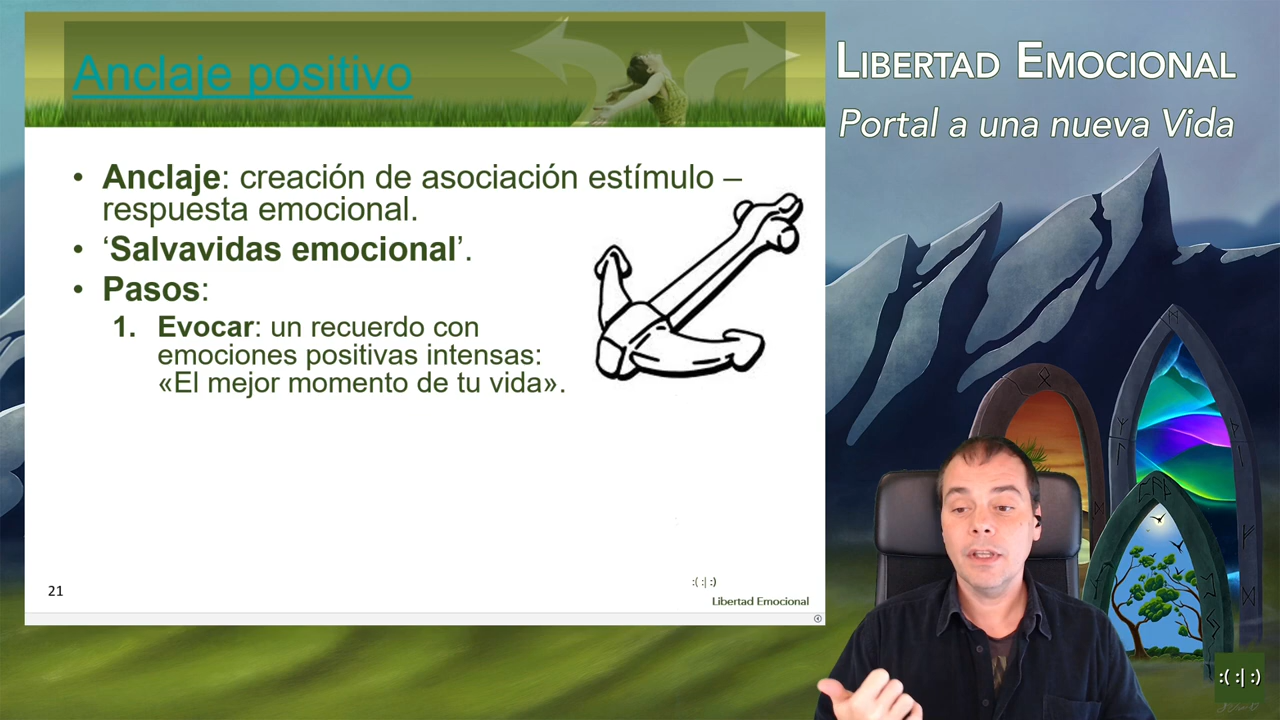 Anclaje positivo
• Anclaje: creación de asociación estímulo –
respuesta emocional.
• ‘Salvavidas emocional’.
• Pasos:
1. Evocar: un recuerdo con
emociones positivas intensas:
«El mejor momento de tu vida».
21
:( :| :)
Libertad Emocional
LIBERTAD EMOCIONAL
Portal a una nueva Vida
:( :| :)